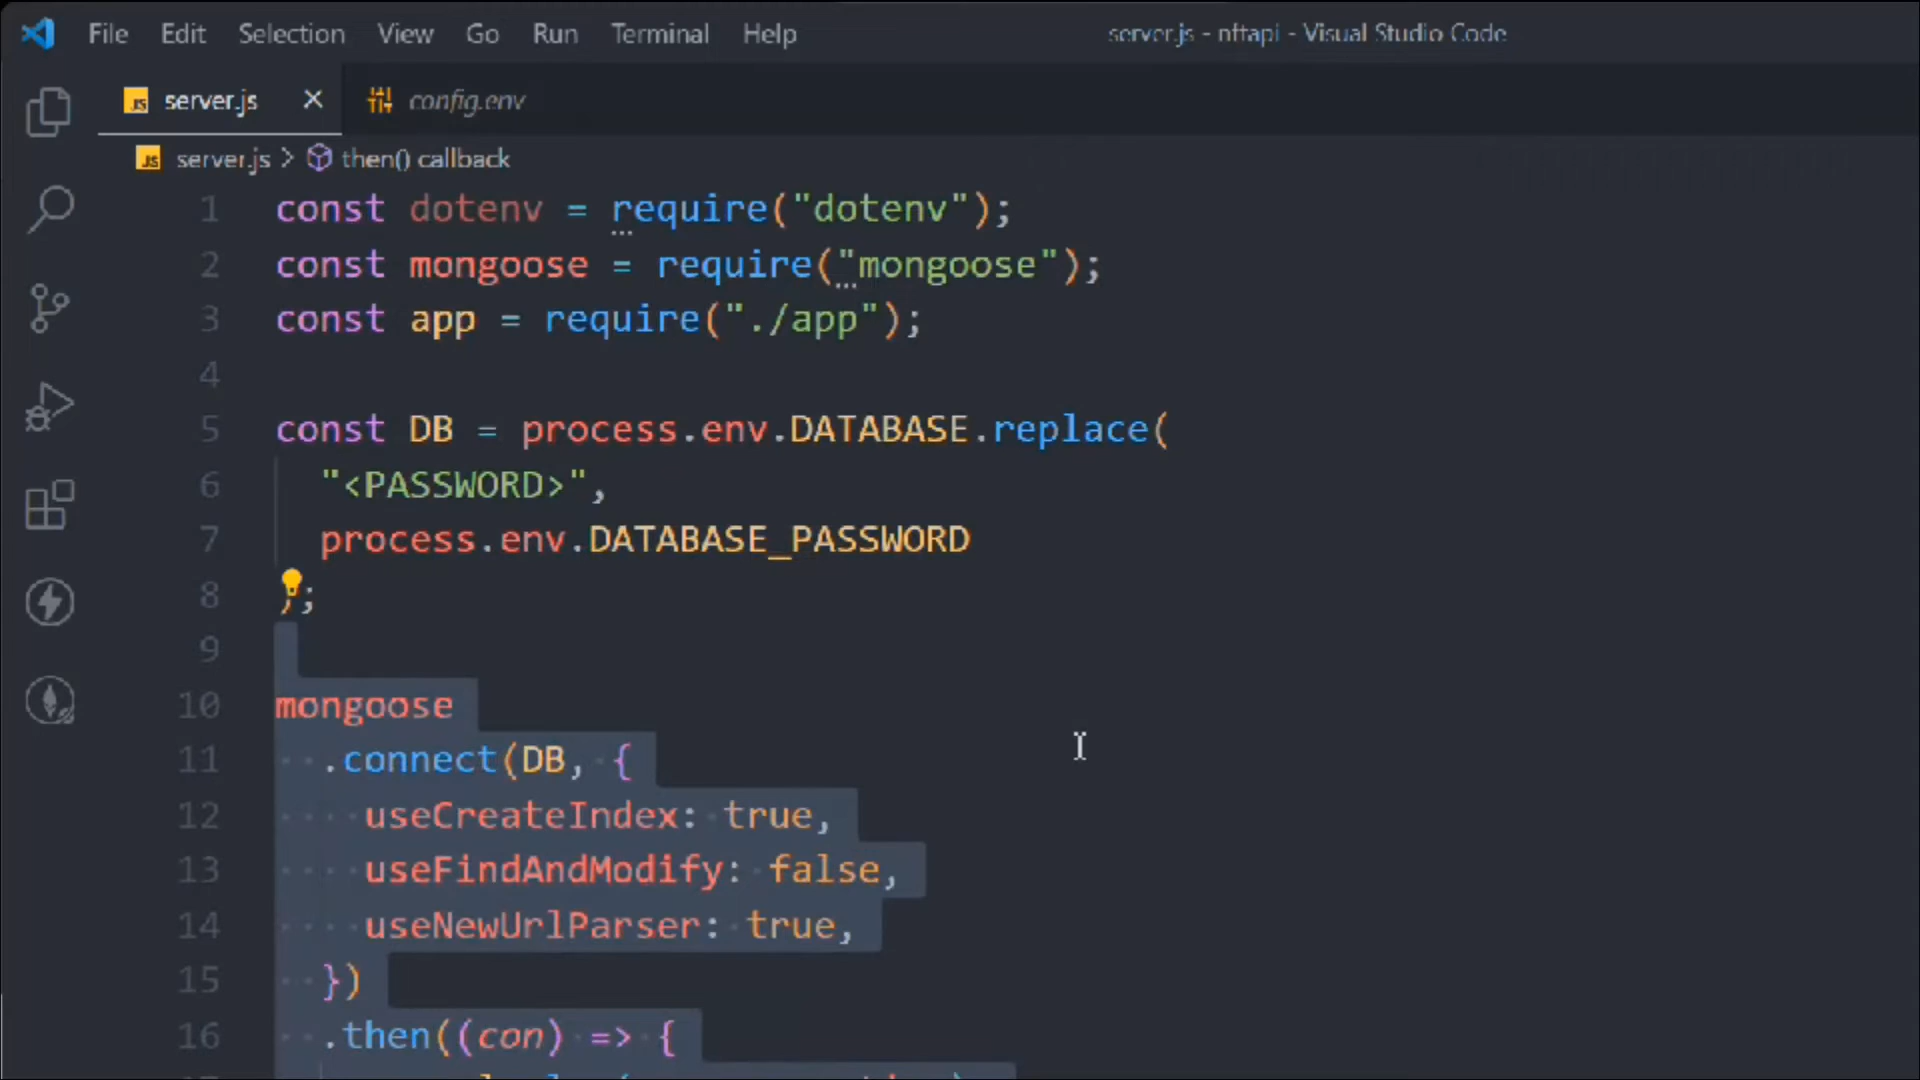 File Edit Selection View Go Run Terminal Help server.js - nftapi - Visual Studio Code
JS server.js config.env
JS server.js > then() callback
1 const dotenv = require("dotenv");
2 const mongoose = require("mongoose");
3 const app = require("./app");
4
5 const DB = process.env.DATABASE.replace(
6 "<PASSWORD>",
7 process.env.DATABASE_PASSWORD
8 );
9
10 mongoose
11 .connect(DB, {
12 useCreateIndex: true,
13 useFindAndModify: false,
14 useNewUrlParser: true,
15 })
16 .then((con) => {